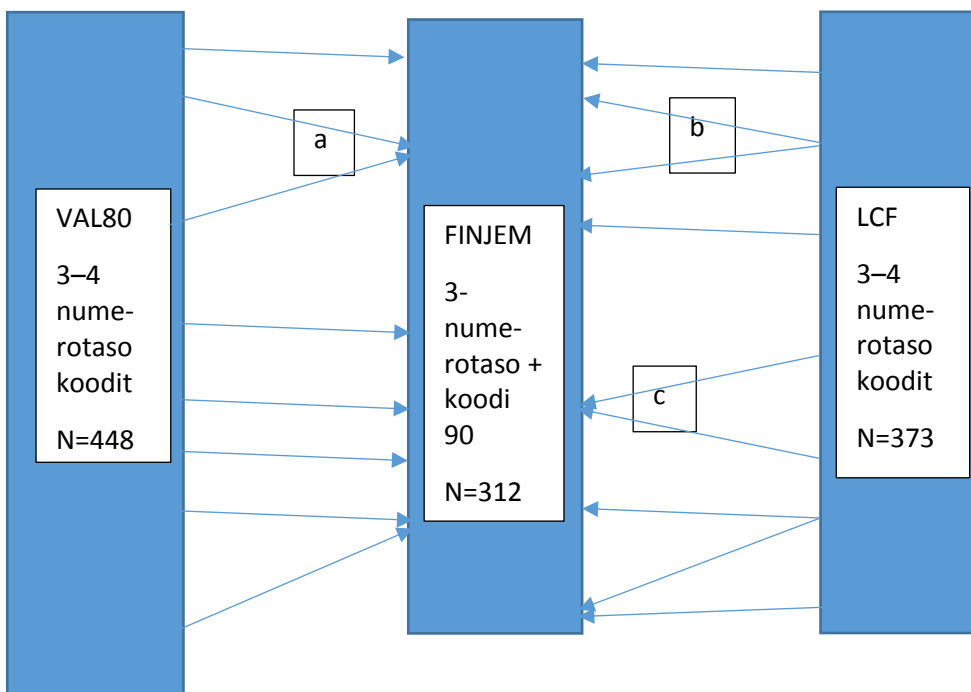 a
b
VAL80
3–4
nume-
rotaso
koodit
N=448
FINJEM
3-
nume-
rotaso +
koodi
90
N=312
LCF
3–4
nume-
rotaso
koodit
N=373
c